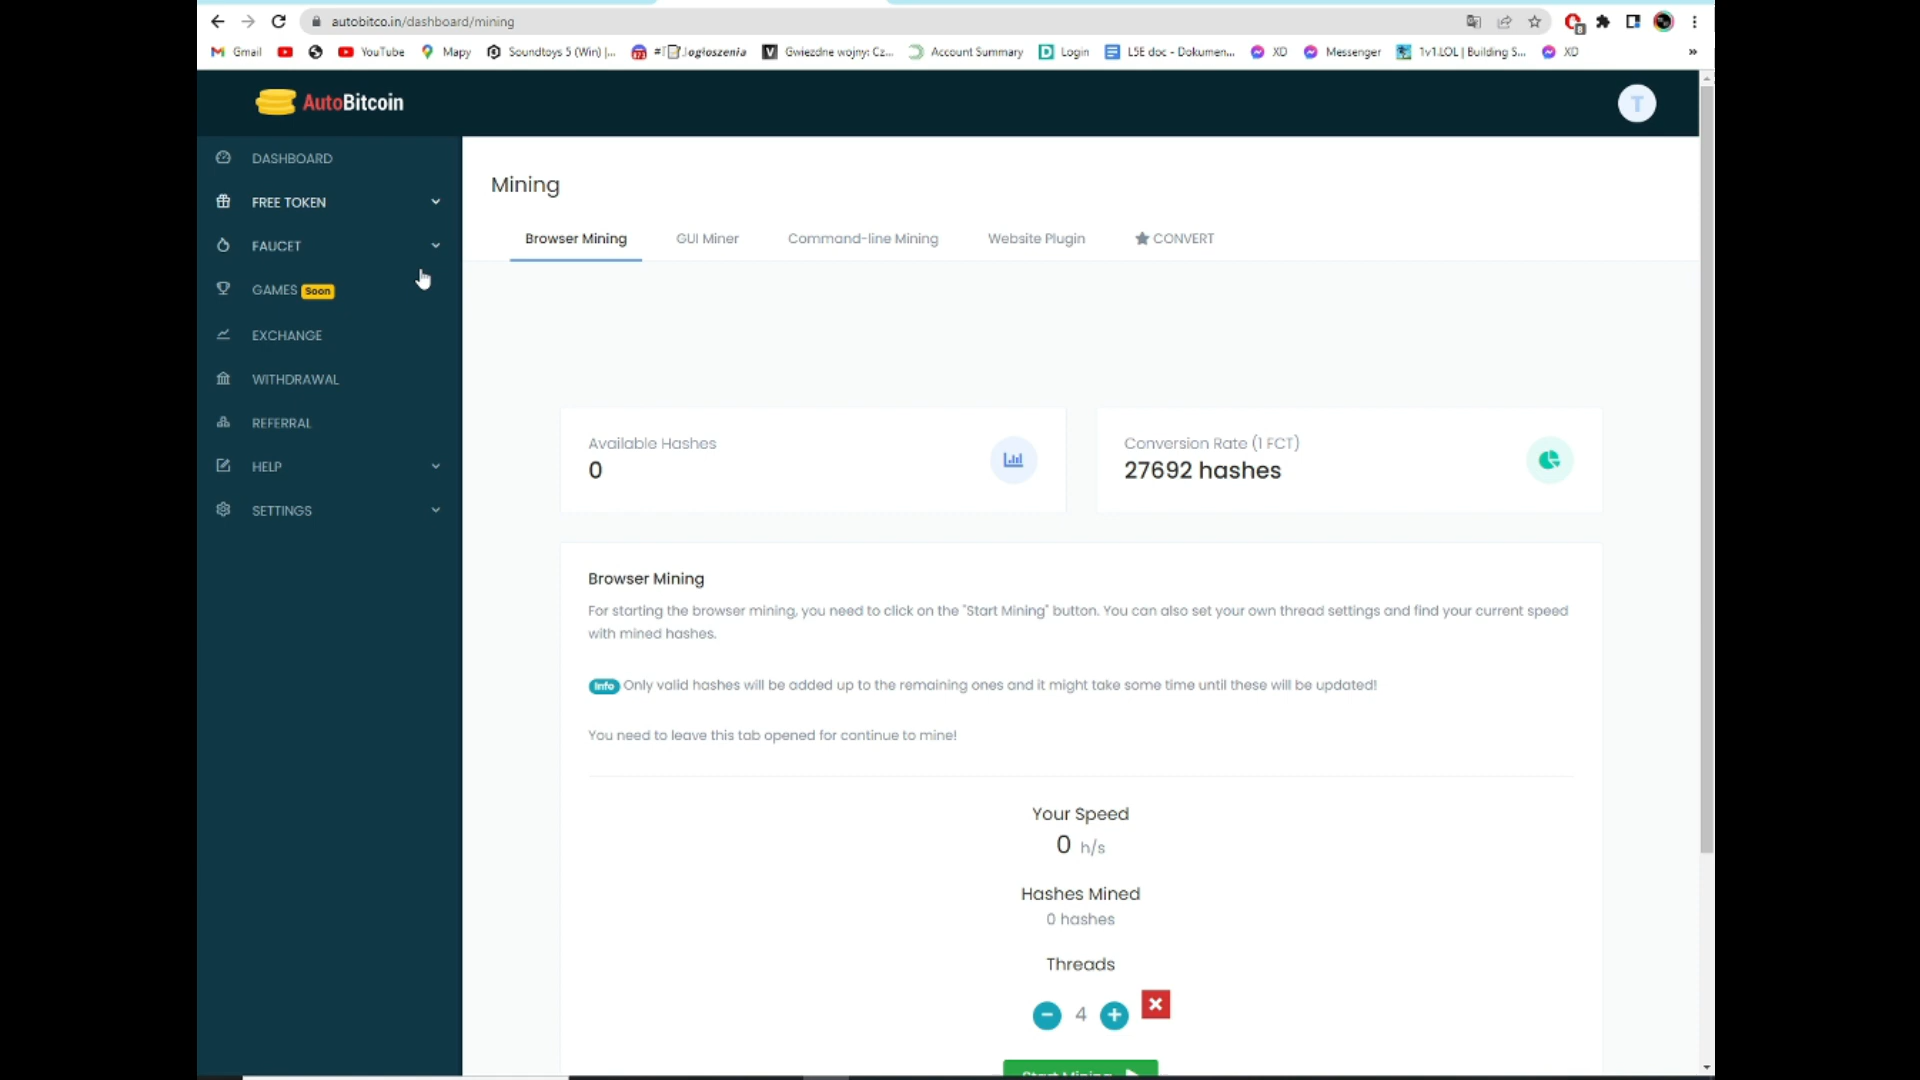 autobitco.in/dashboard/mining
Gmail
YouTube
Mapy
Soundtoys 5 (Win) |...
ogłoszenia
Gwiezdne wojny: Cz...
Account Summary
Login
LSE doc - Dokumen...
XD
Messenger
1v1.LOL | Building S...
XD
»
AutoBitcoin
T
DASHBOARD
FREE TOKEN
FAUCET
GAMES Soon
EXCHANGE
WITHDRAWAL
REFERRAL
HELP
SETTINGS
Mining
Browser Mining
GUI Miner
Command-line Mining
Website Plugin
CONVERT
Available Hashes
0
Conversion Rate (1 FCT)
27692 hashes
Browser Mining
For starting the browser mining, you need to click on the "Start Mining" button. You can also set your own thread settings and find your current speed
with mined hashes.
Info Only valid hashes will be added up to the remaining ones and it might take some time until these will be updated!
You need to leave this tab opened for continue to mine!
Your Speed
0 h/s
Hashes Mined
0 hashes
Threads
4
Start Mining